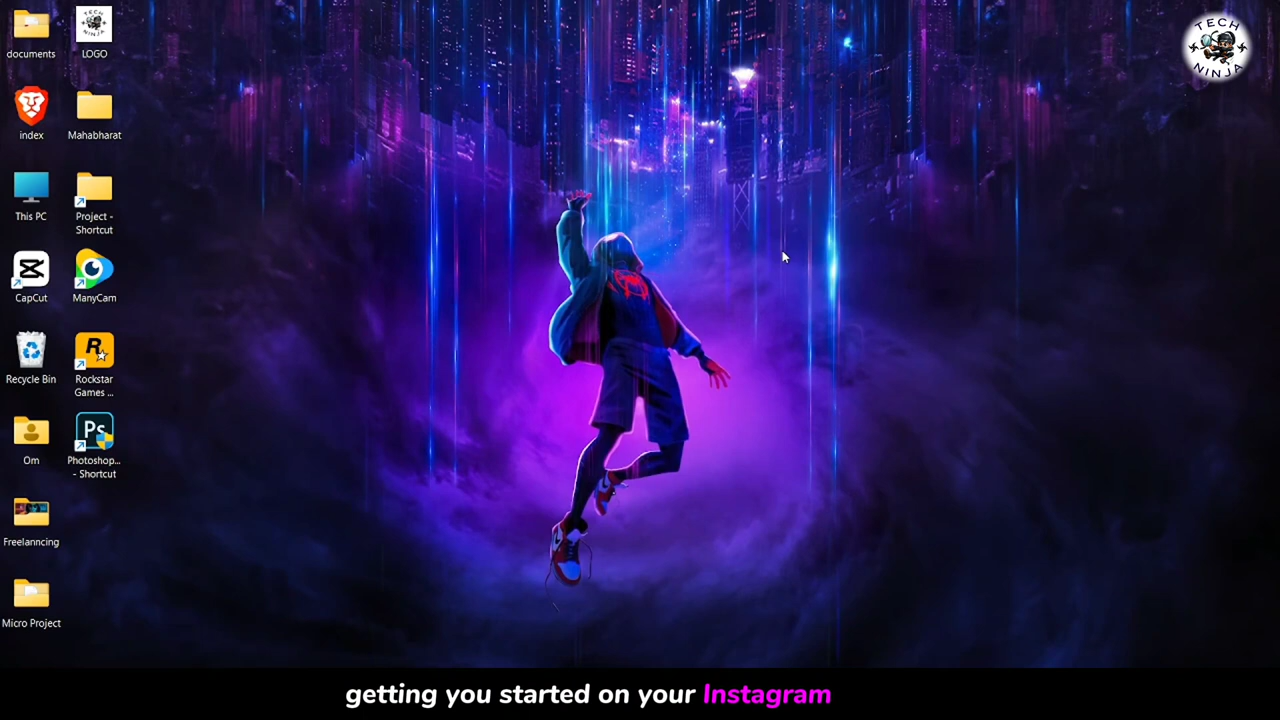 documents
LOGO
index
Mahabharat
This PC
Project -
Shortcut
CapCut
ManyCam
Recycle Bin
Rockstar
Games ...
Om
Photoshop...
- Shortcut
Freelanncing
Micro Project
TECH
NINJA
getting you started on your Instagram